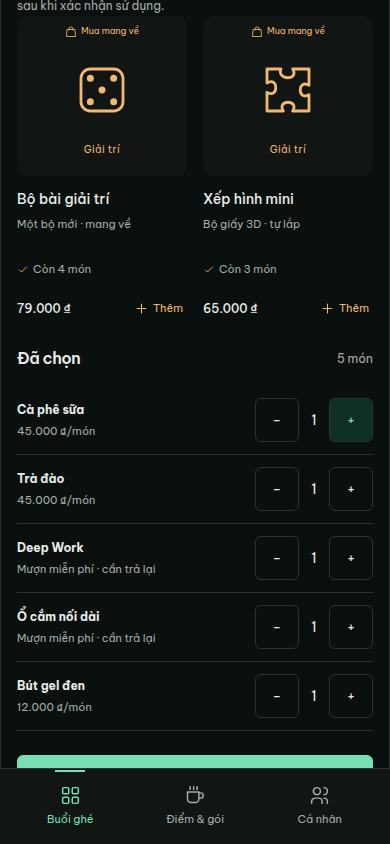 sau khi xác nhận sử dụng.
Mua mang về
Giải trí
Bộ bài giải trí
Một bộ mới · mang về
Còn 4 món
79.000 ₫
Thêm
Mua mang về
Giải trí
Xếp hình mini
Bộ giấy 3D · tự lắp
Còn 3 món
65.000 ₫
Thêm
Đã chọn
5 món
Cà phê sữa
45.000 ₫/món
− 1 +
Trà đào
45.000 ₫/món
− 1 +
Deep Work
Mượn miễn phí · cần trả lại
− 1 +
Ổ cắm nối dài
Mượn miễn phí · cần trả lại
− 1 +
Bút gel đen
12.000 ₫/món
− 1 +
Buổi ghé
Điểm & gói
Cá nhân